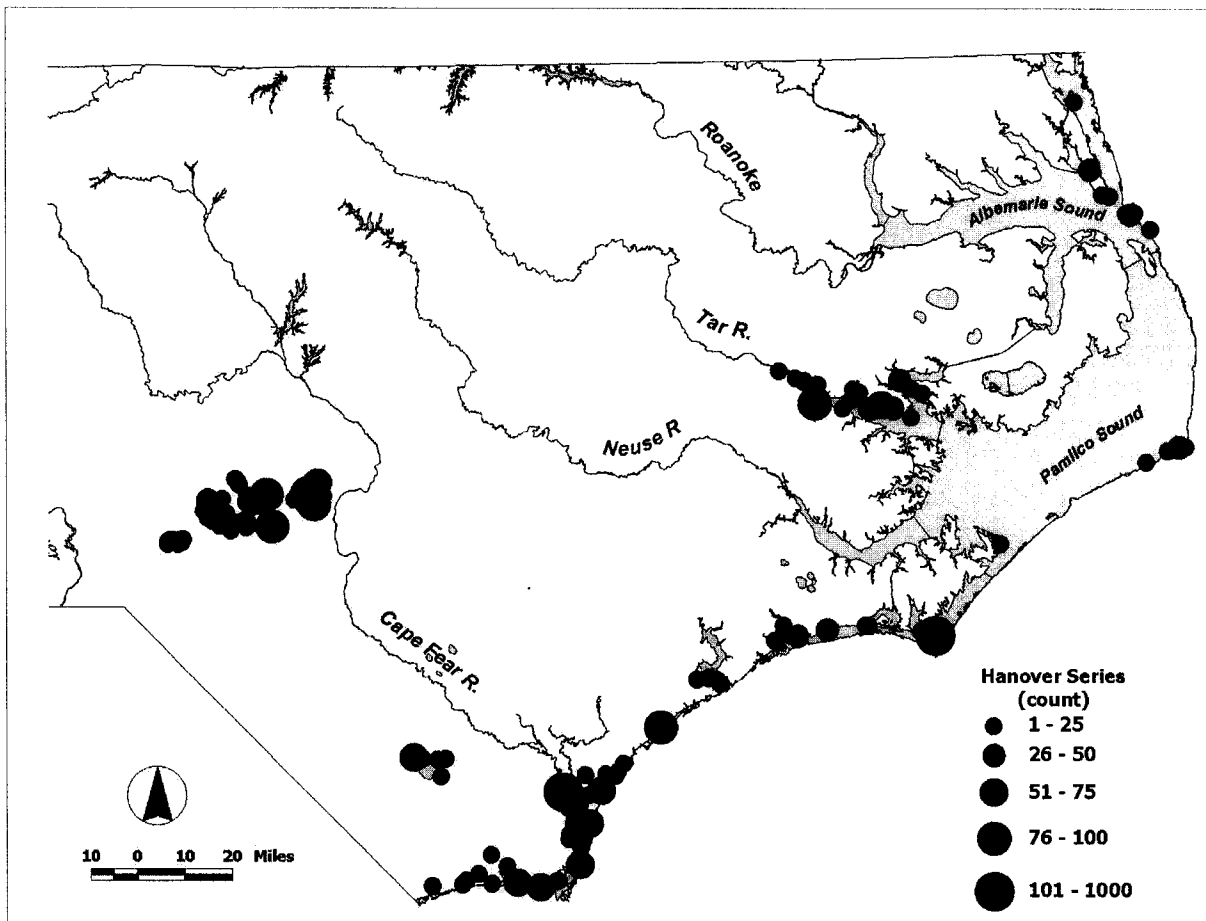 Roanoke
Albemarle Sound
Tar R.
Neuse R
Pamlico Sound
Cape Fear R.
Hanover Series
(count)
1 - 25
26 - 50
51 - 75
76 - 100
101 - 1000
10 0 10 20 Miles